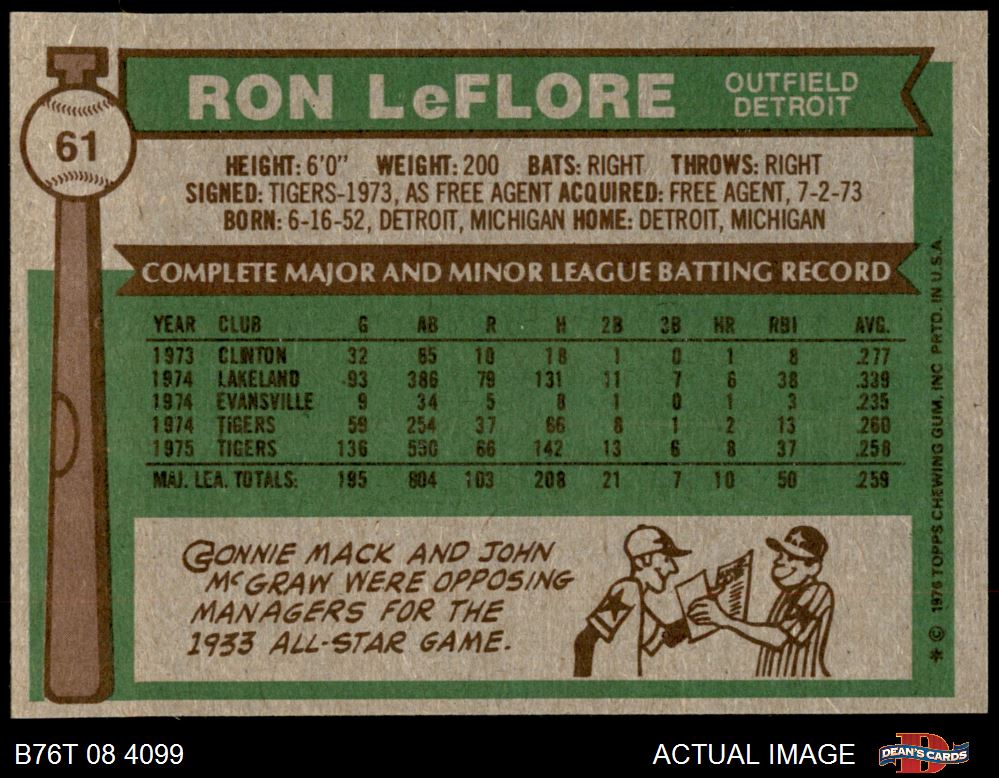 61
RON LeFLORE
OUTFIELD
DETROIT
HEIGHT: 6'0" WEIGHT: 200 BATS: RIGHT THROWS: RIGHT
SIGNED: TIGERS-1973, AS FREE AGENT ACQUIRED: FREE AGENT, 7-2-73
BORN: 6-16-52, DETROIT, MICHIGAN HOME: DETROIT, MICHIGAN
COMPLETE MAJOR AND MINOR LEAGUE BATTING RECORD
YEAR CLUB G AB R H 2B 3B HR RBI AVG.
1973 CLINTON 32 65 10 18 1 0 1 8 .277
1974 LAKELAND 93 386 79 131 11 7 6 38 .339
1974 EVANSVILLE 9 34 5 8 1 0 1 3 .235
1974 TIGERS 59 254 37 66 8 1 2 13 .260
1975 TIGERS 136 550 66 142 13 6 8 37 .258
MAJ. LEA. TOTALS: 195 804 103 208 21 7 10 50 .259
CONNIE MACK AND JOHN
McGRAW WERE OPPOSING
MANAGERS FOR THE
1933 ALL-STAR GAME.
* © 1976 TOPPS CHEWING GUM, INC PRTD. IN U.S.A.
B76T 08 4099
ACTUAL IMAGE
D
DEAN'S CARDS